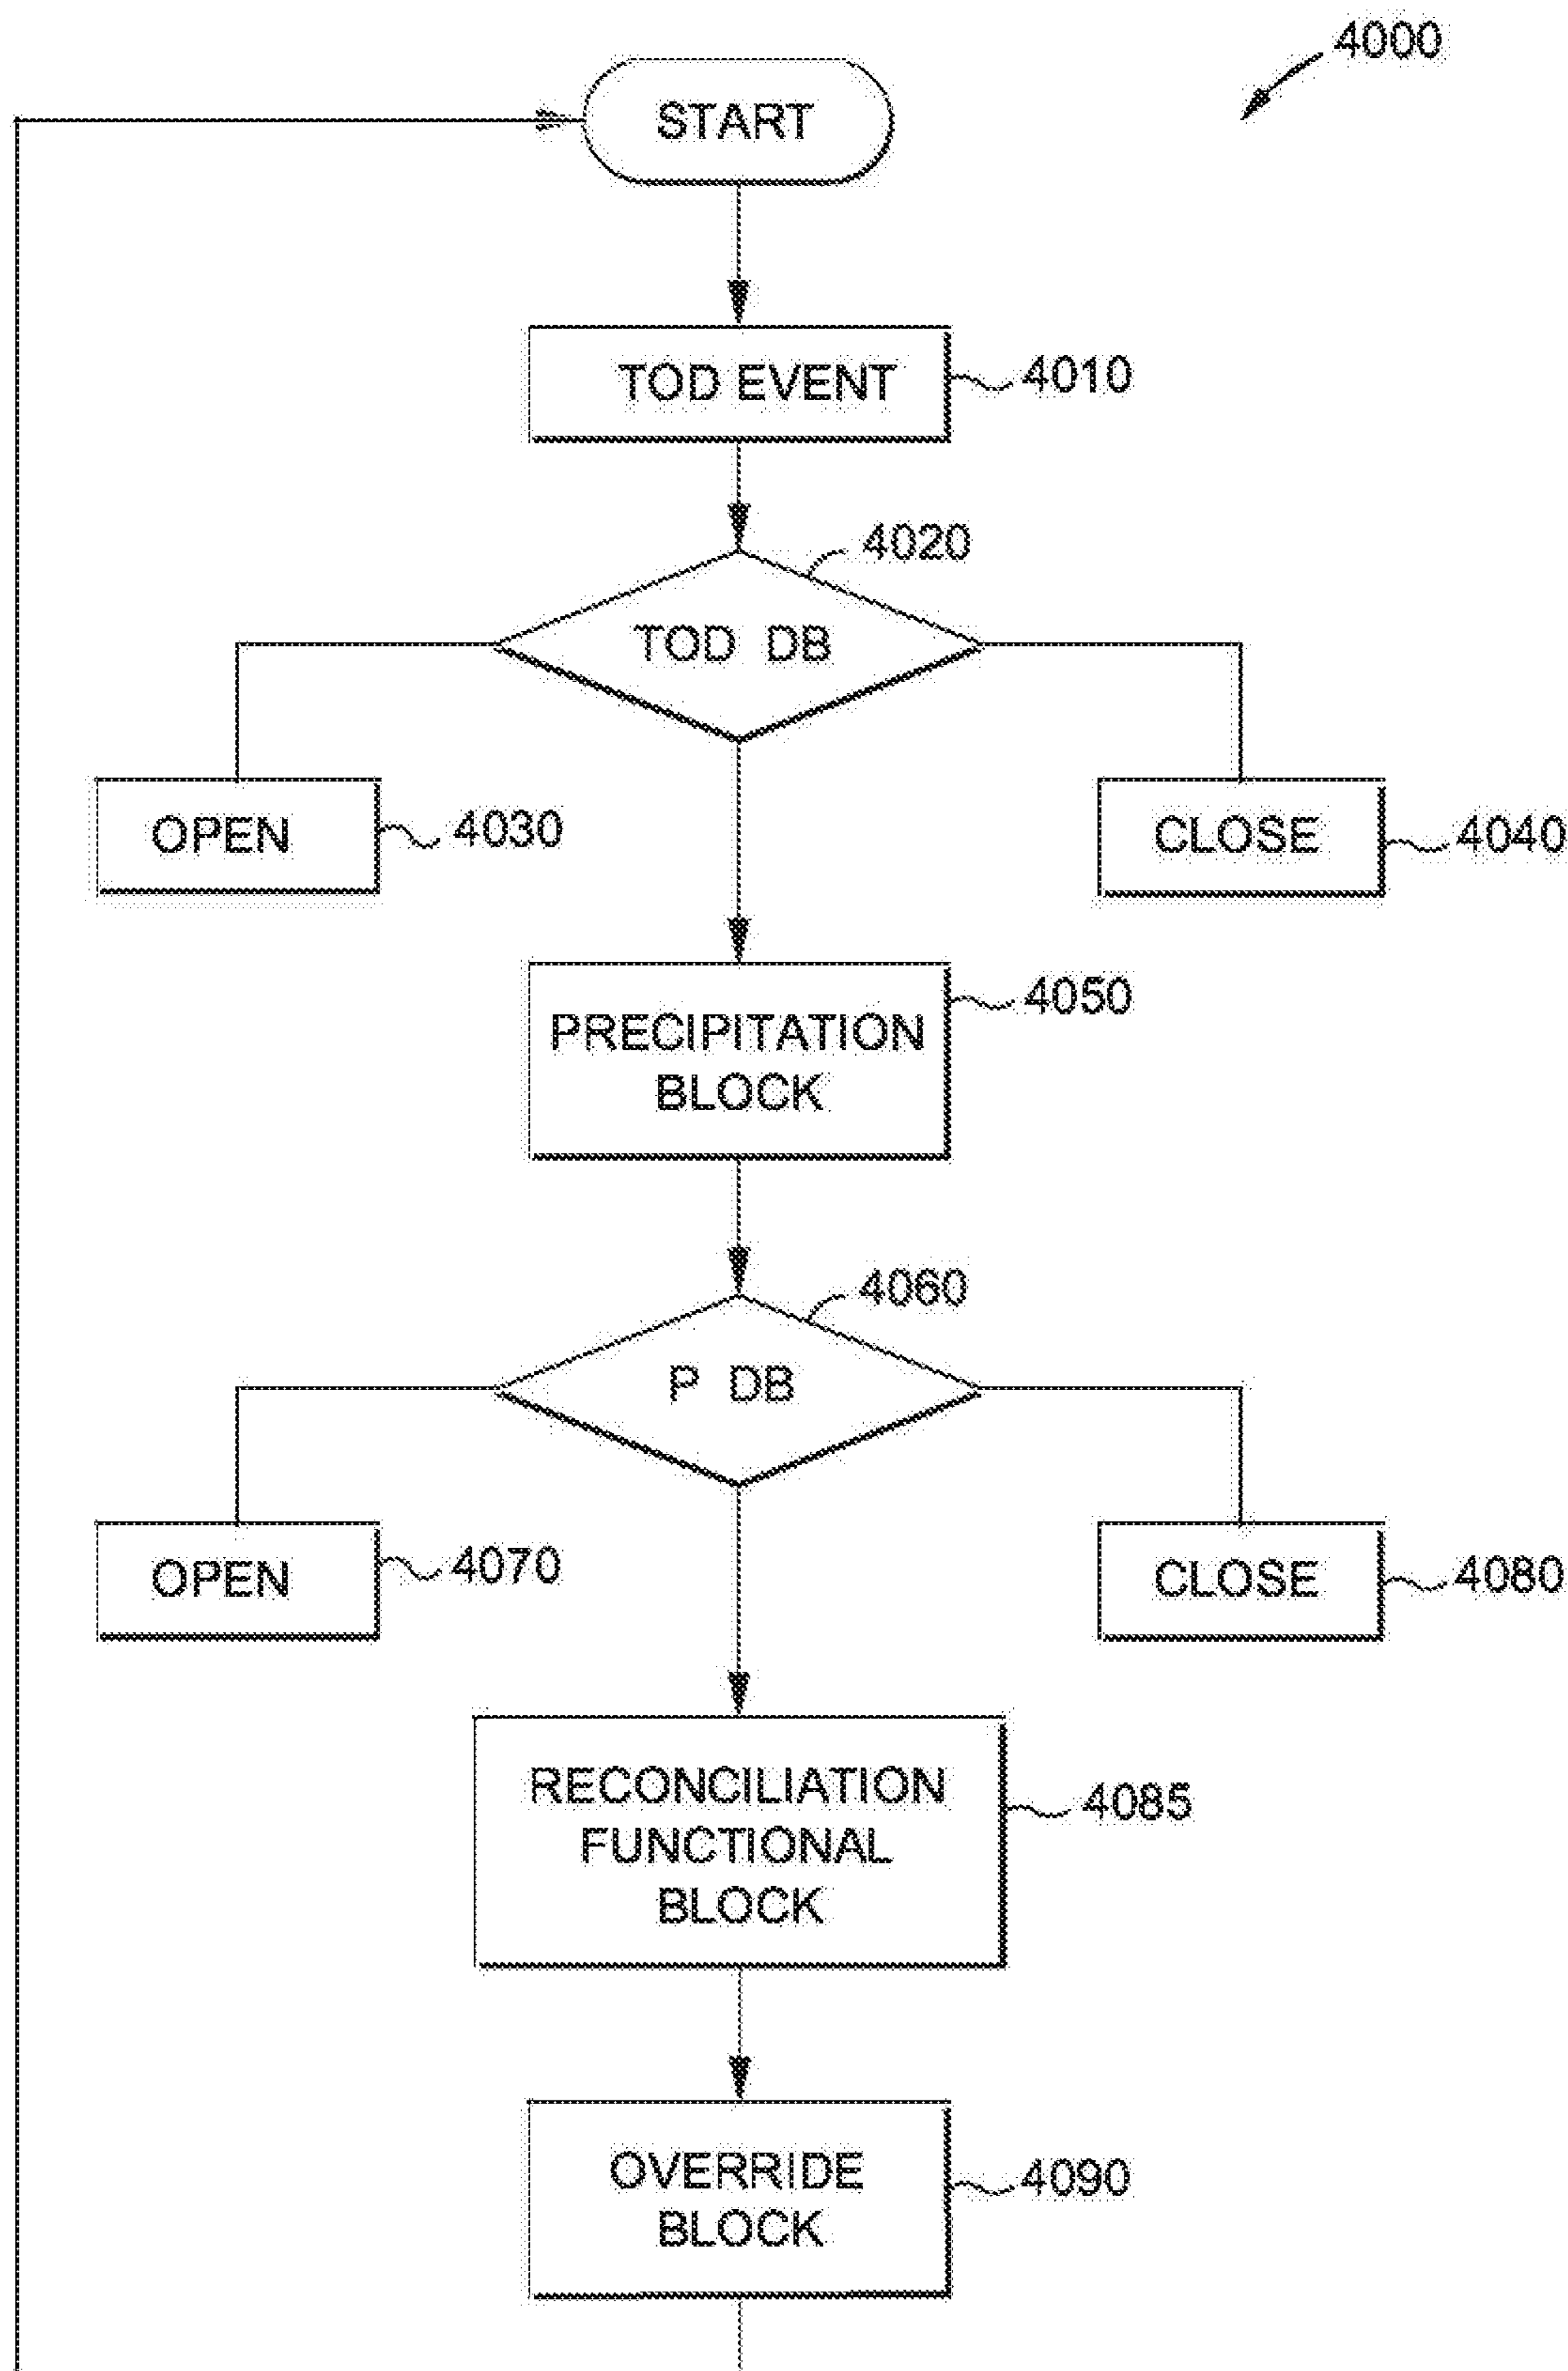 4000
START
TOD EVENT
4010
4020
TOD DB
OPEN
4030
CLOSE
4040
PRECIPITATION
BLOCK
4050
4060
P DB
OPEN
4070
CLOSE
4080
RECONCILIATION
FUNCTIONAL
BLOCK
4085
OVERRIDE
BLOCK
4090